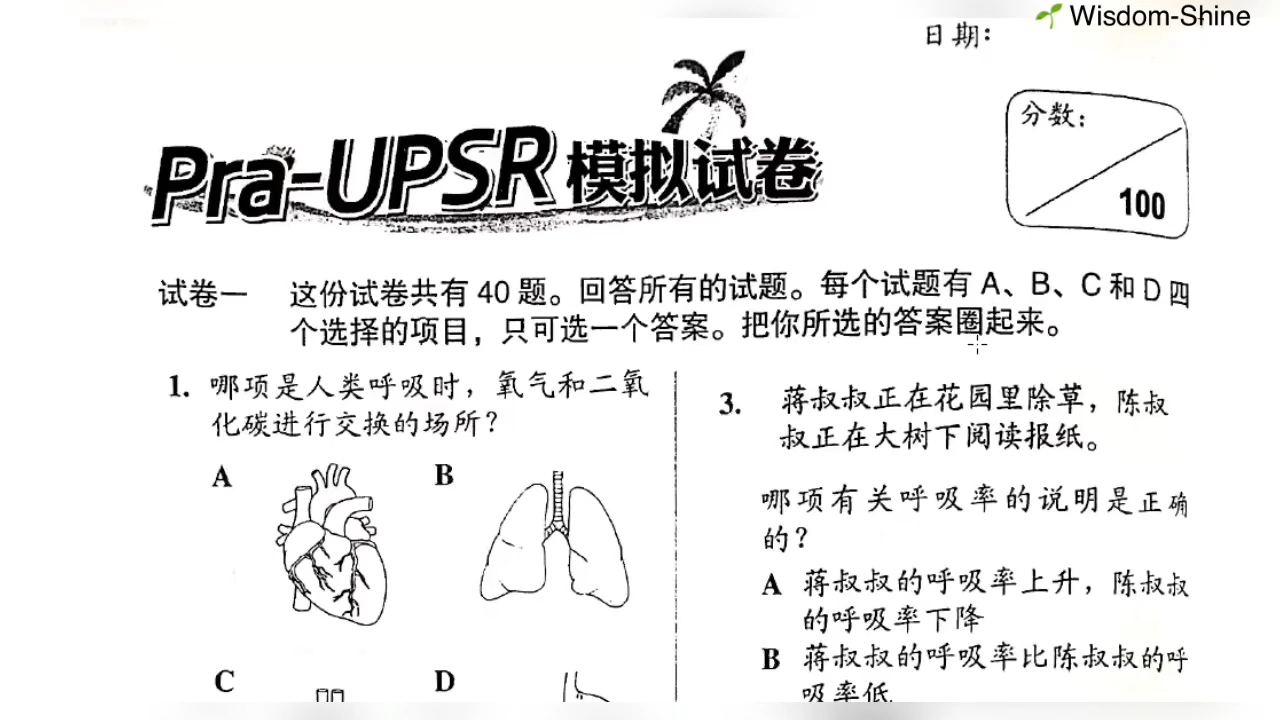 Wisdom-Shine
日期：
分数：
100
Pra-UPSR 模拟试卷
试卷一 这份试卷共有 40 题。回答所有的试题。每个试题有 A、B、C 和 D 四
个选择的项目，只可选一个答案。把你所选的答案圈起来。
1. 哪项是人类呼吸时，氧气和二氧
化碳进行交换的场所？
A
B
C
D
3. 蒋叔叔正在花园里除草，陈叔
叔正在大树下阅读报纸。
哪项有关呼吸率的说明是正确
的？
A 蒋叔叔的呼吸率上升，陈叔叔
的呼吸率下降
B 蒋叔叔的呼吸率比陈叔叔的呼
吸率低